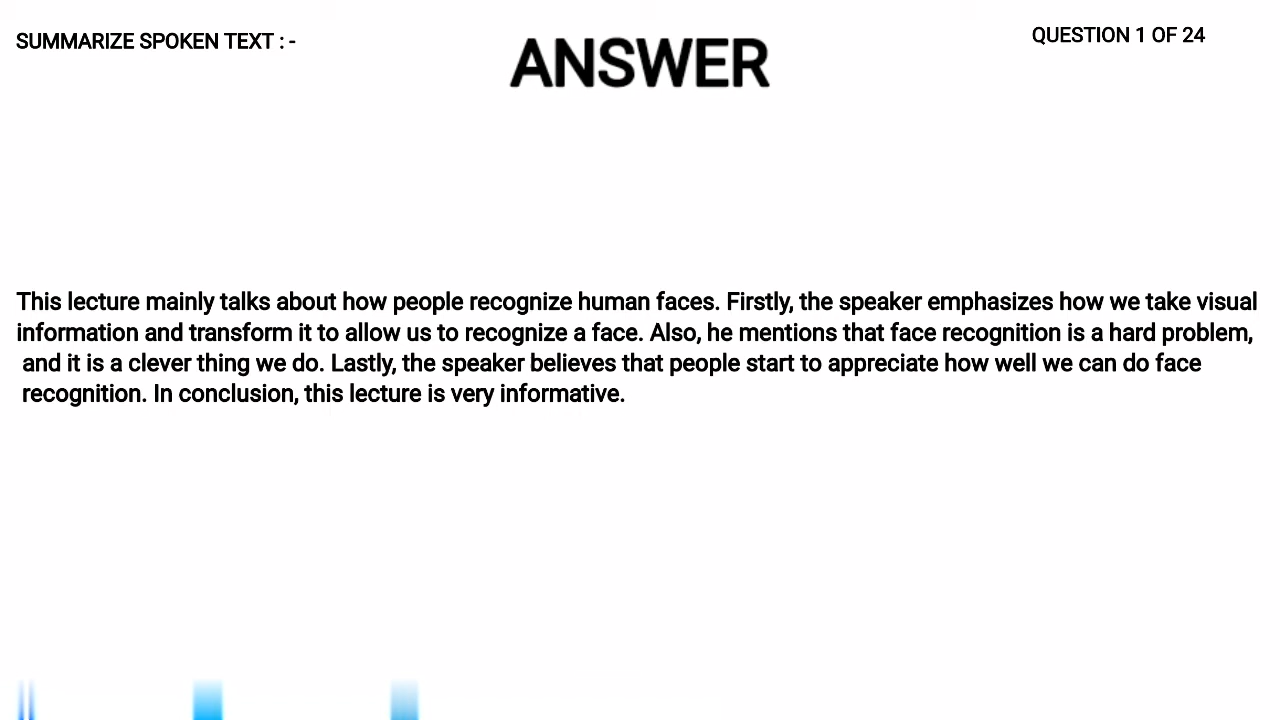 SUMMARIZE SPOKEN TEXT : -
ANSWER
QUESTION 1 OF 24
This lecture mainly talks about how people recognize human faces. Firstly, the speaker emphasizes how we take visual
information and transform it to allow us to recognize a face. Also, he mentions that face recognition is a hard problem,
and it is a clever thing we do. Lastly, the speaker believes that people start to appreciate how well we can do face
recognition. In conclusion, this lecture is very informative.